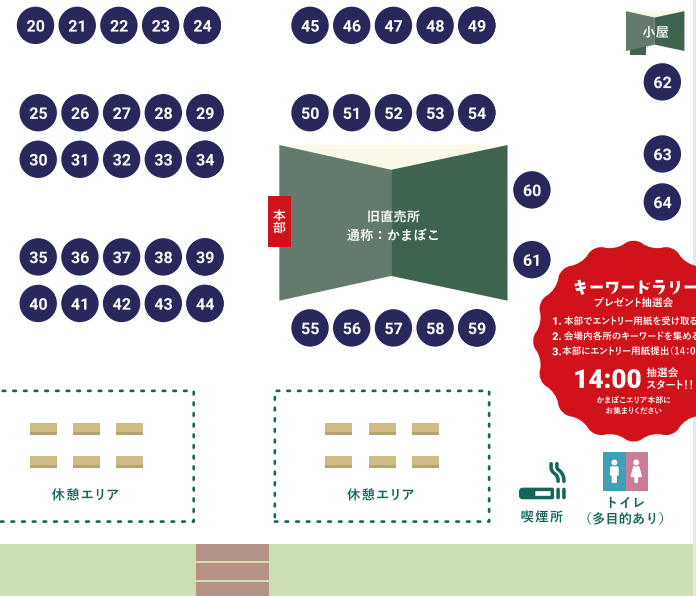 20 21 22 23 24
45 46 47 48 49
小屋
62
25 26 27 28 29
50 51 52 53 54
30 31 32 33 34
63
60
64
本部
旧直売所
通称：かまぼこ
35 36 37 38 39
61
40 41 42 43 44
55 56 57 58 59
キーワードラリー
プレゼント抽選会
1. 本部でエントリー用紙を受け取る
2. 会場内各所のキーワードを集める
3.本部にエントリー用紙提出（14:0
14:00 抽選会
スタート!!
かまぼこエリア本部に
お集まりください
休憩エリア
休憩エリア
喫煙所
トイレ
（多目的あり）